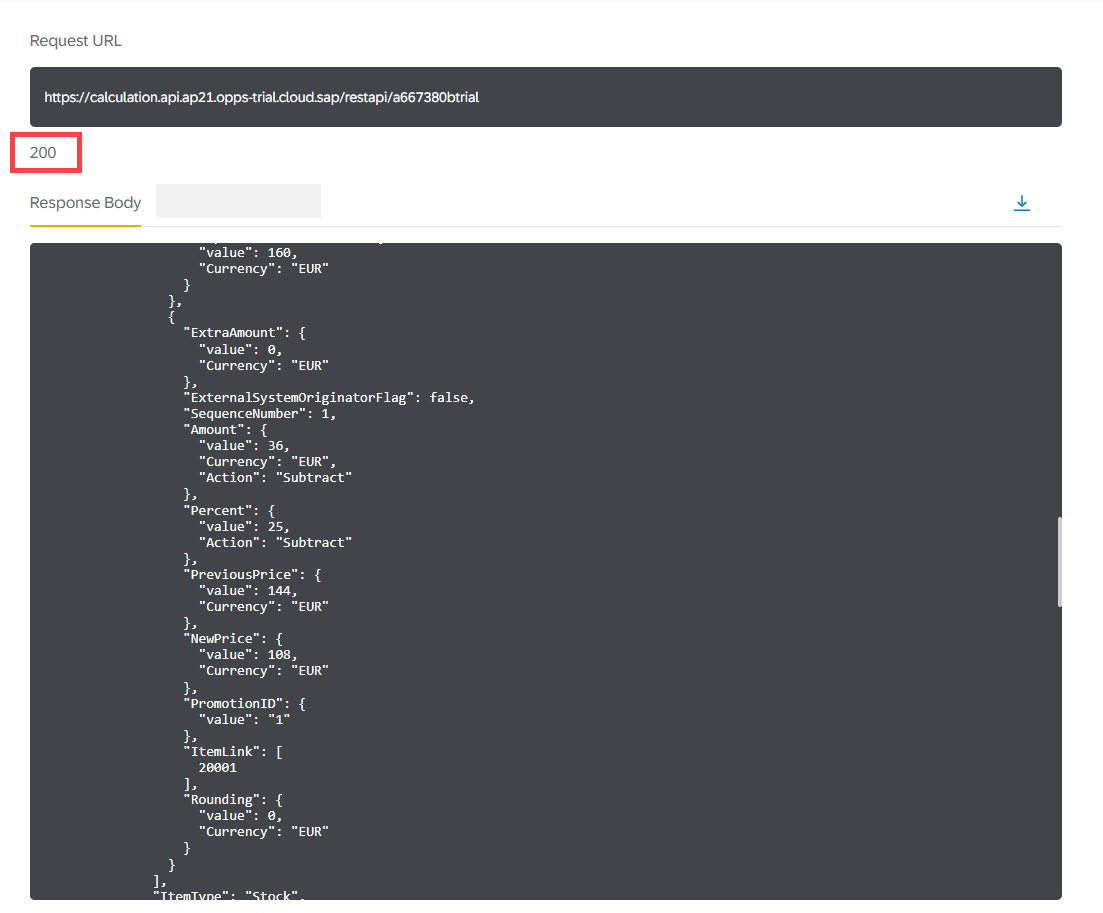 Request URL
https://calculation.api.ap21.opps-trial.cloud.sap/restapi/a667380btrial
200
Response Body
"value": 160,
"Currency": "EUR"
}
},
{
"ExtraAmount": {
"value": 0,
"Currency": "EUR"
},
"ExternalSystemOriginatorFlag": false,
"SequenceNumber": 1,
"Amount": {
"value": 36,
"Currency": "EUR",
"Action": "Subtract"
},
"Percent": {
"value": 25,
"Action": "Subtract"
},
"PreviousPrice": {
"value": 144,
"Currency": "EUR"
},
"NewPrice": {
"value": 108,
"Currency": "EUR"
},
"PromotionID": {
"value": "1"
},
"ItemLink": [
20001
],
"Rounding": {
"value": 0,
"Currency": "EUR"
}
}
],
"ItemType": "Stock",